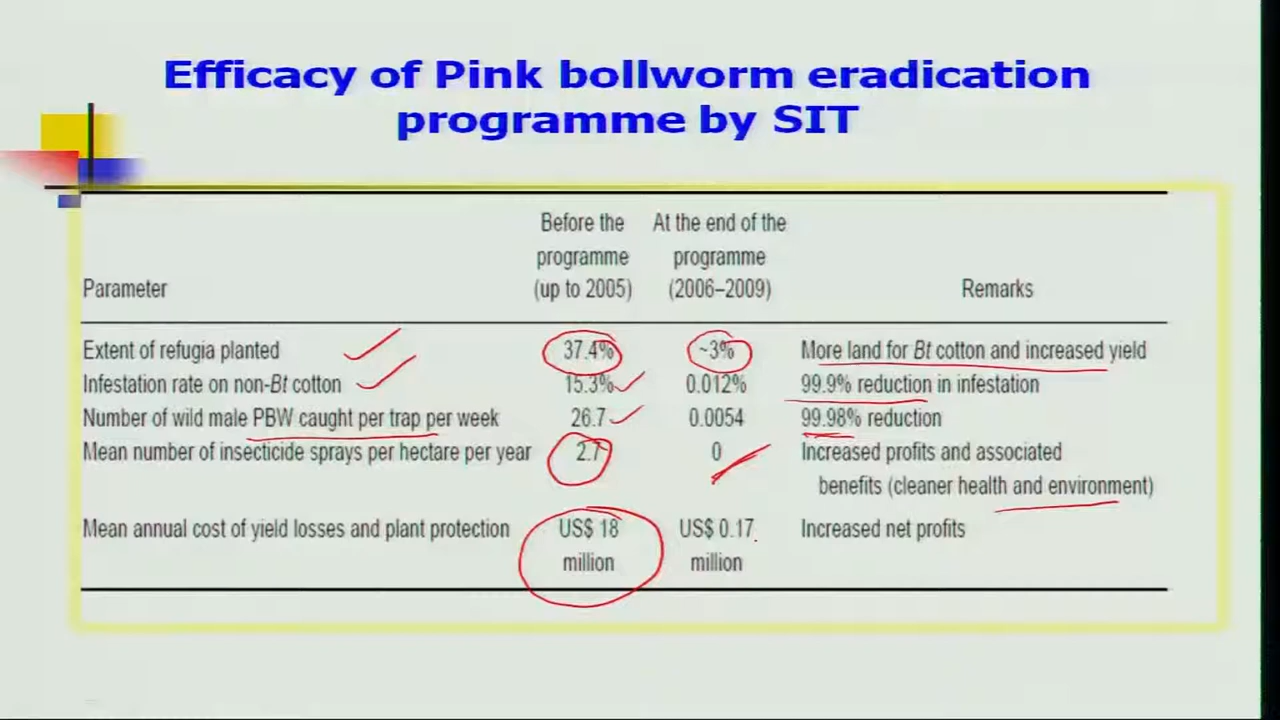 Efficacy of Pink bollworm eradication
programme by SIT
Before the At the end of the
programme programme
Parameter (up to 2005) (2006–2009) Remarks
Extent of refugia planted 37.4% ~3% More land for Bt cotton and increased yield
Infestation rate on non-Bt cotton 15.3% 0.012% 99.9% reduction in infestation
Number of wild male PBW caught per trap per week 26.7 0.0054 99.98% reduction
Mean number of insecticide sprays per hectare per year 2.7 0 Increased profits and associated
benefits (cleaner health and environment)
Mean annual cost of yield losses and plant protection US$ 18 US$ 0.17 Increased net profits
million million